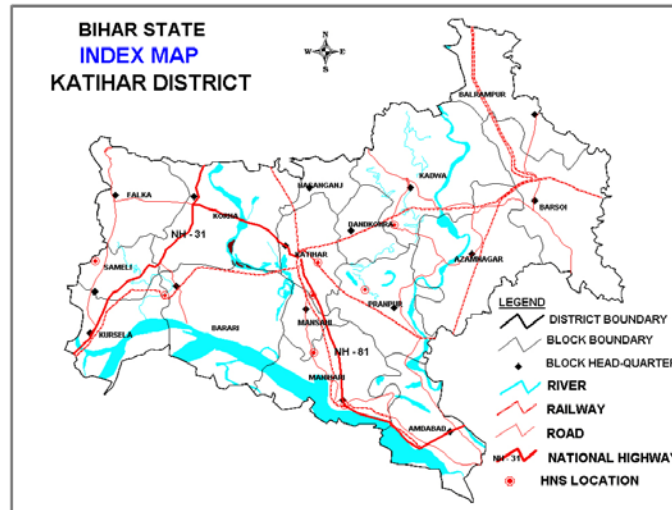 BIHAR STATE
INDEX MAP
KATIHAR DISTRICT
N
W E
S
BALRAMPUR
HASANGANJ
KADWA
FALKA
KORHA
BARSOI
DANDKHORA
NH - 31
KATIHAR
AZAMNAGAR
SAMELI
PRANPUR
MANSAHI
KURSELA
BARARI
NH - 81
MANIHARI
AMDABAD
NH - 31
LEGEND
DISTRICT BOUNDARY
BLOCK BOUNDARY
BLOCK HEAD-QUARTER
RIVER
RAILWAY
ROAD
NATIONAL HIGHWAY
HNS LOCATION